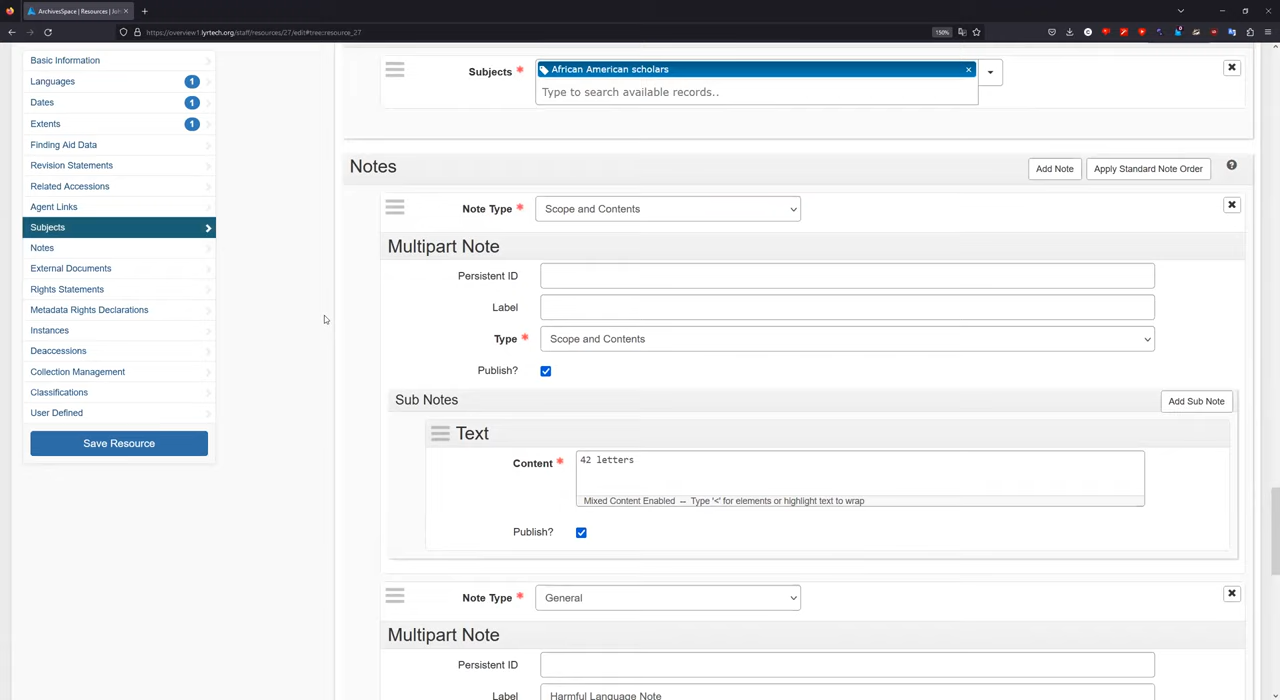 ArchivesSpace | Resources | Joh
https://overview1.lyrtech.org/staff/resources/27/edit#tree::resource_27
150%
Basic Information
Languages 1
Dates 1
Extents 1
Finding Aid Data
Revision Statements
Related Accessions
Agent Links
Subjects
Notes
External Documents
Rights Statements
Metadata Rights Declarations
Instances
Deaccessions
Collection Management
Classifications
User Defined
Save Resource
Subjects * African American scholars ×
Type to search available records..
Notes
Add Note Apply Standard Note Order
Note Type * Scope and Contents
Multipart Note
Persistent ID
Label
Type * Scope and Contents
Publish?
Sub Notes Add Sub Note
Text
Content * 42 letters
Mixed Content Enabled -- Type '<' for elements or highlight text to wrap
Publish?
Note Type * General
Multipart Note
Persistent ID
Label Harmful Language Note